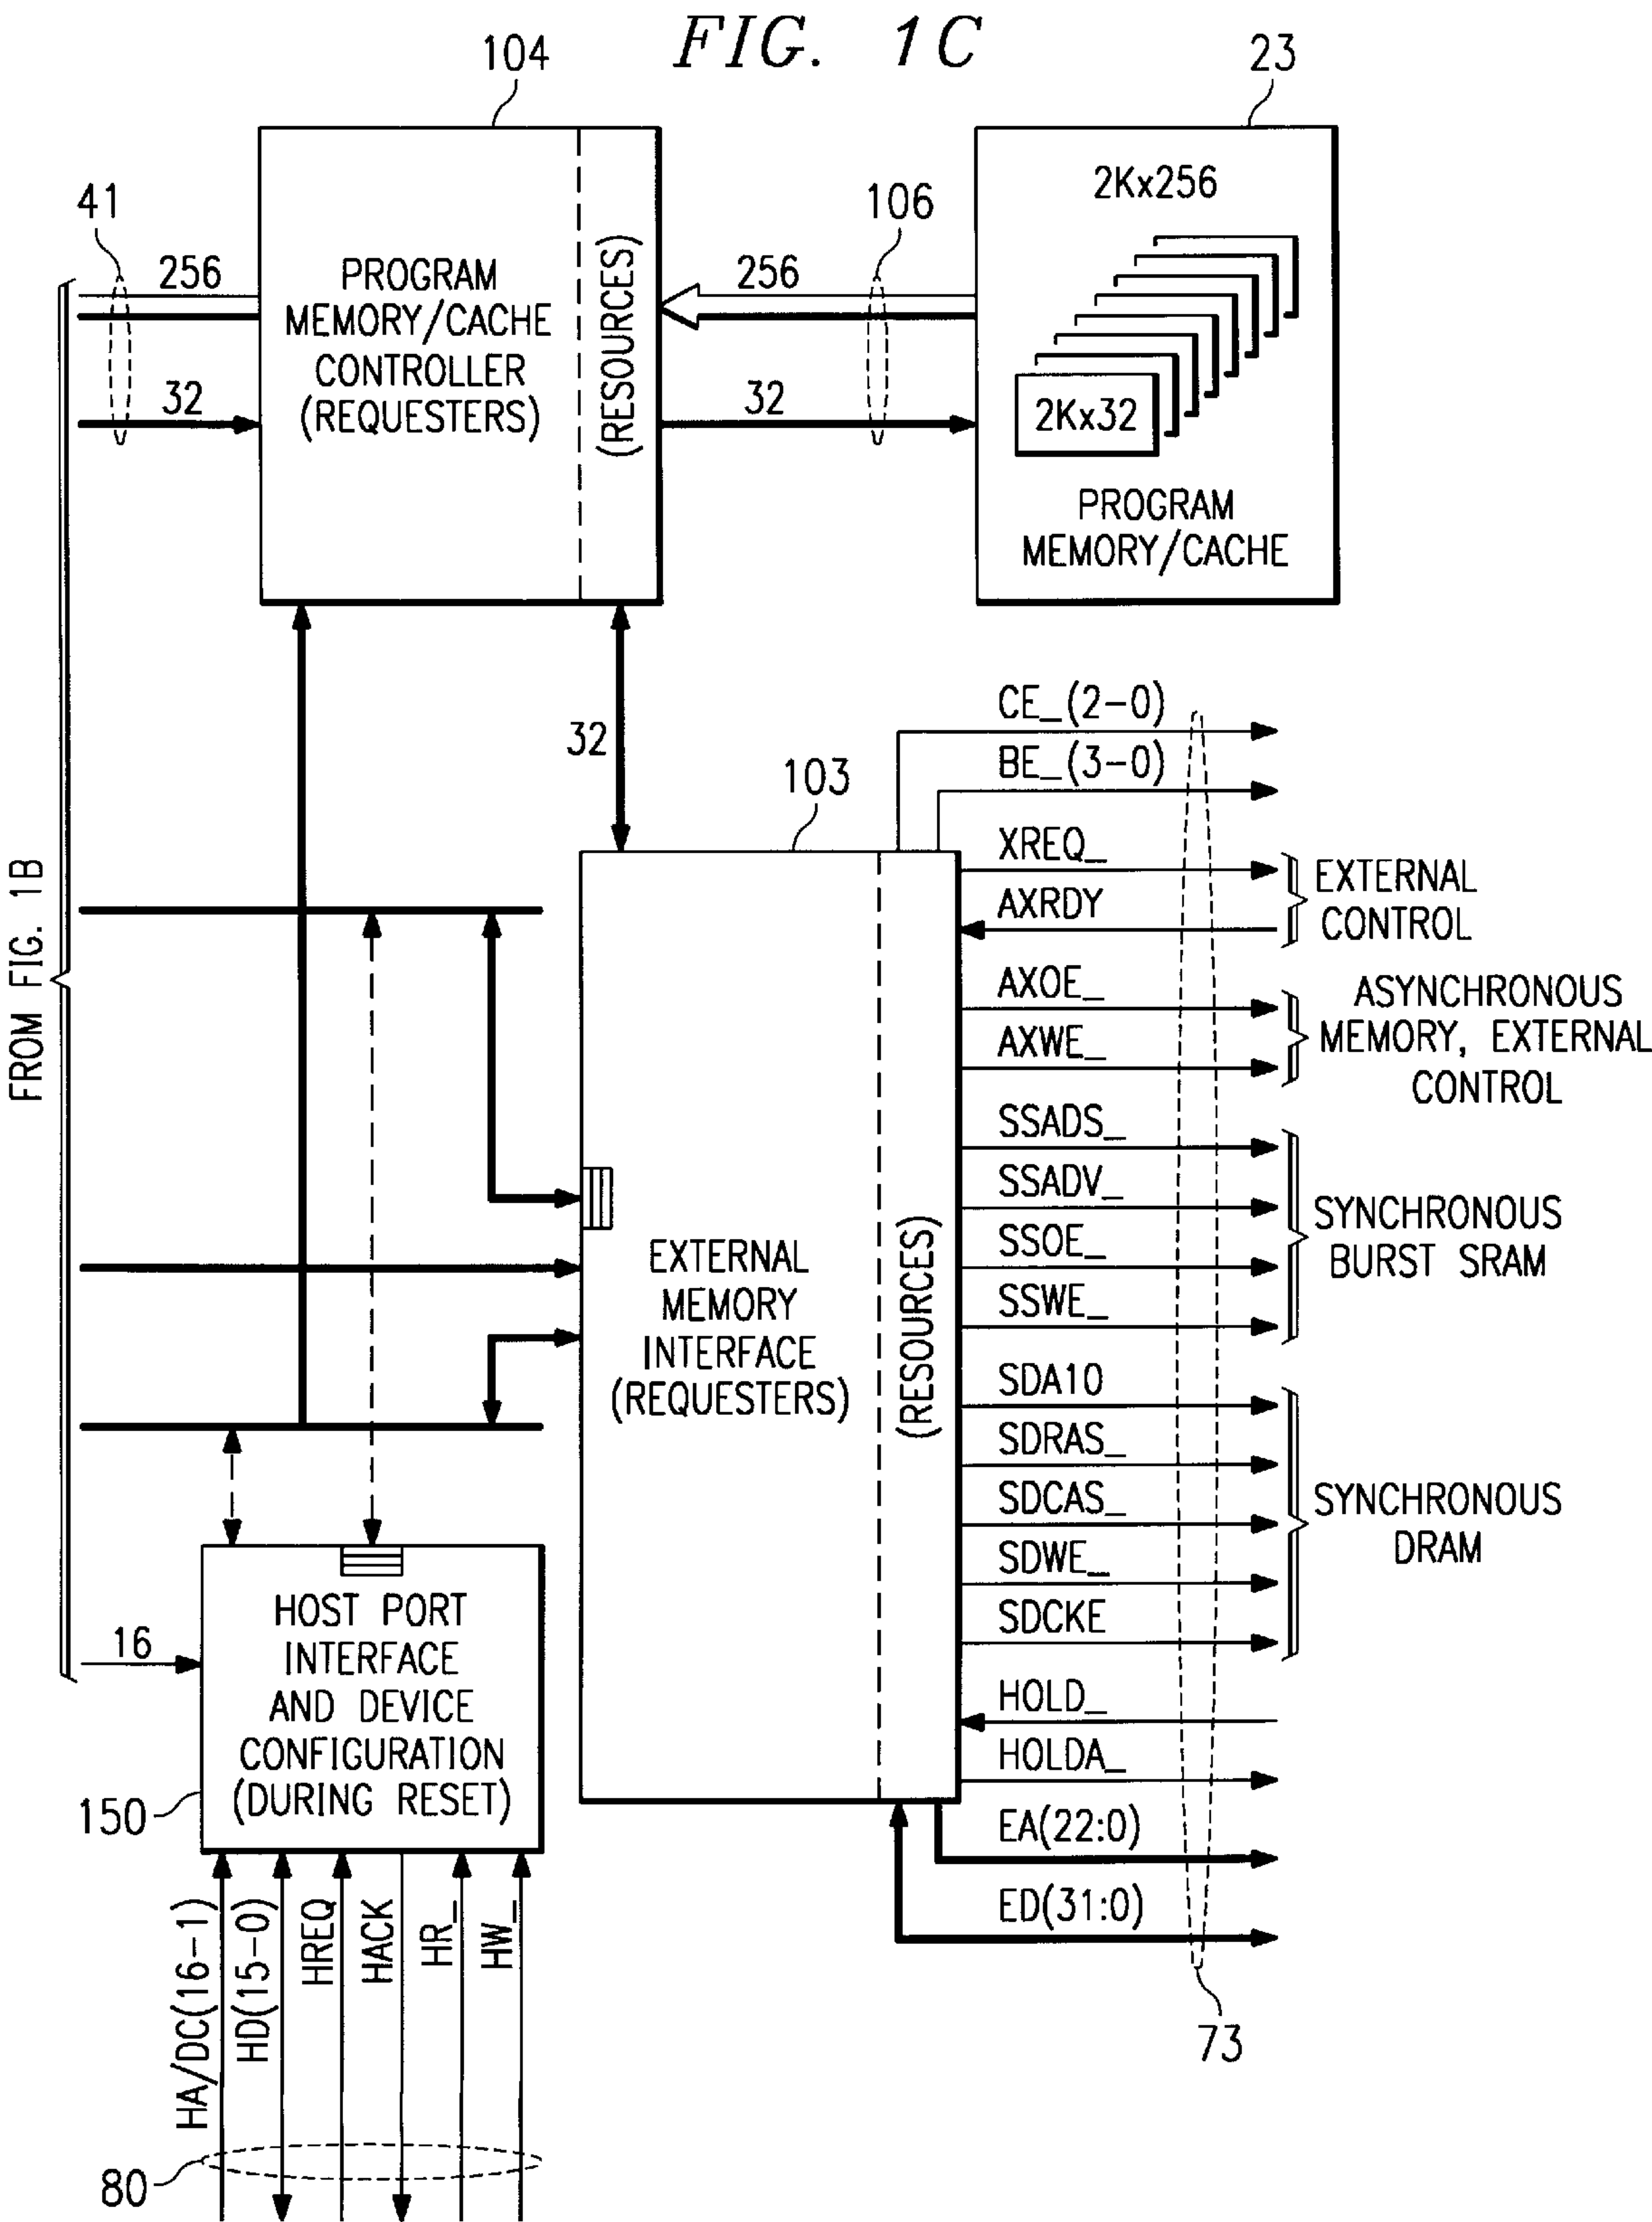 FIG. 1C
104
23
41
106
256
32
PROGRAM
MEMORY/CACHE
CONTROLLER
(REQUESTERS)
(RESOURCES)
256
32
2Kx256
2Kx32
PROGRAM
MEMORY/CACHE
FROM FIG. 1B
32
103
EXTERNAL
MEMORY
INTERFACE
(REQUESTERS)
(RESOURCES)
CE_(2-0)
BE_(3-0)
XREQ_
AXRDY
EXTERNAL
CONTROL
AXOE_
AXWE_
ASYNCHRONOUS
MEMORY, EXTERNAL
CONTROL
SSADS_
SSADV_
SSOE_
SSWE_
SYNCHRONOUS
BURST SRAM
SDA10
SDRAS_
SDCAS_
SDWE_
SDCKE
SYNCHRONOUS
DRAM
HOLD_
HOLDA_
EA(22:0)
ED(31:0)
73
16
HOST PORT
INTERFACE
AND DEVICE
CONFIGURATION
(DURING RESET)
150
HA/DC(16-1)
HD(15-0)
HREQ
HACK
HR_
HW_
80